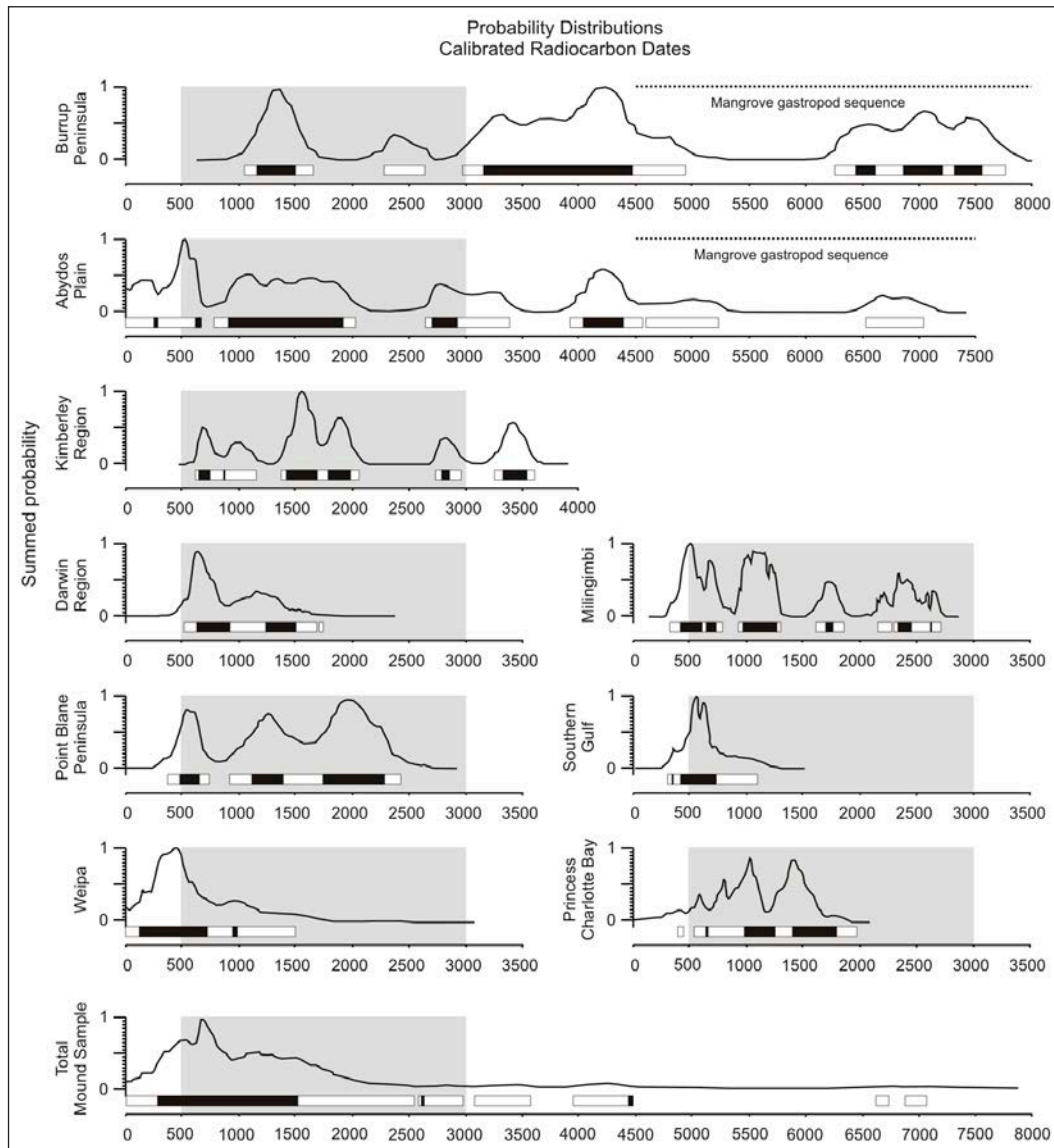 Probability Distributions
Calibrated Radiocarbon Dates
Summed probability
Burrup
Peninsula
1
0
Mangrove gastropod sequence
0 500 1000 1500 2000 2500 3000 3500 4000 4500 5000 5500 6000 6500 7000 7500 8000
Abydos
Plain
1
0
Mangrove gastropod sequence
0 500 1000 1500 2000 2500 3000 3500 4000 4500 5000 5500 6000 6500 7000 7500
Kimberley
Region
1
0
0 500 1000 1500 2000 2500 3000 3500 4000
Darwin
Region
1
0
0 500 1000 1500 2000 2500 3000 3500
Milingimbi
1
0
0 500 1000 1500 2000 2500 3000 3500
Point Blane
Peninsula
1
0
0 500 1000 1500 2000 2500 3000 3500
Southern
Gulf
1
0
0 500 1000 1500 2000 2500 3000 3500
Weipa
1
0
0 500 1000 1500 2000 2500 3000 3500
Princess
Charlotte Bay
1
0
0 500 1000 1500 2000 2500 3000 3500
Total
Mound Sample
1
0
0 500 1000 1500 2000 2500 3000 3500 4000 4500 5000 5500 6000 6500 7000 7500 8000